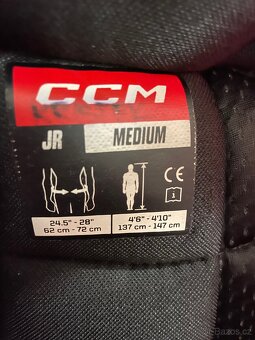 CCM
JR MEDIUM
24.5" - 28" 4'6" - 4'10"
62 cm - 72 cm 137 cm - 147 cm
1
Bazos.cz